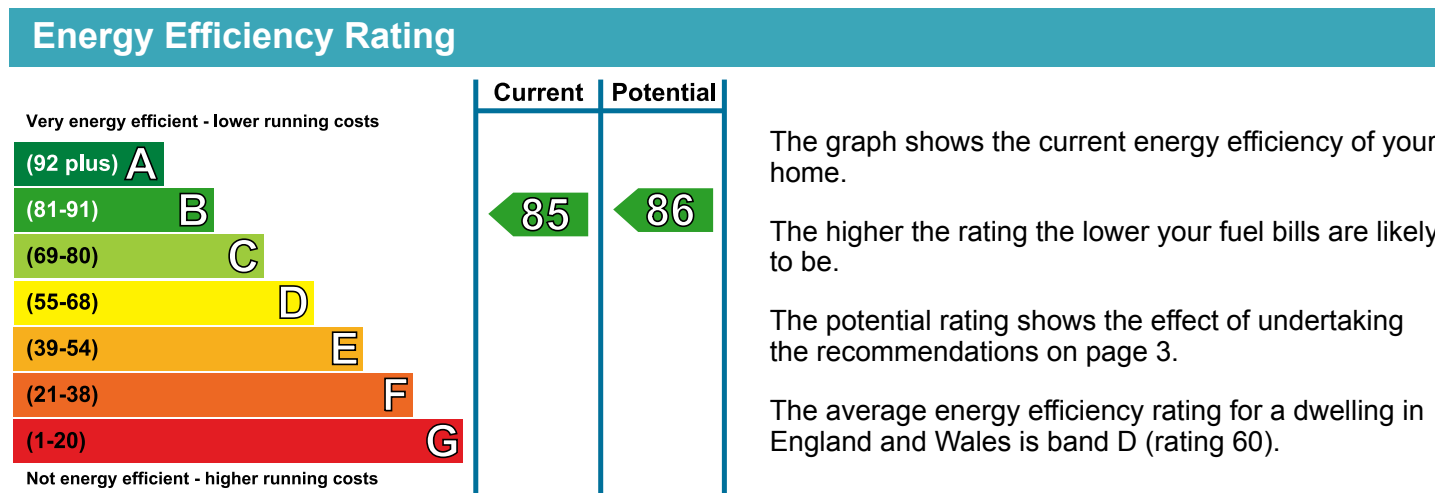 Energy Efficiency Rating
Current Potential
Very energy efficient - lower running costs
(92 plus) A
(81-91) B
85 86
(69-80) C
(55-68) D
(39-54) E
(21-38) F
(1-20) G
Not energy efficient - higher running costs
The graph shows the current energy efficiency of your
home.
The higher the rating the lower your fuel bills are likely
to be.
The potential rating shows the effect of undertaking
the recommendations on page 3.
The average energy efficiency rating for a dwelling in
England and Wales is band D (rating 60).